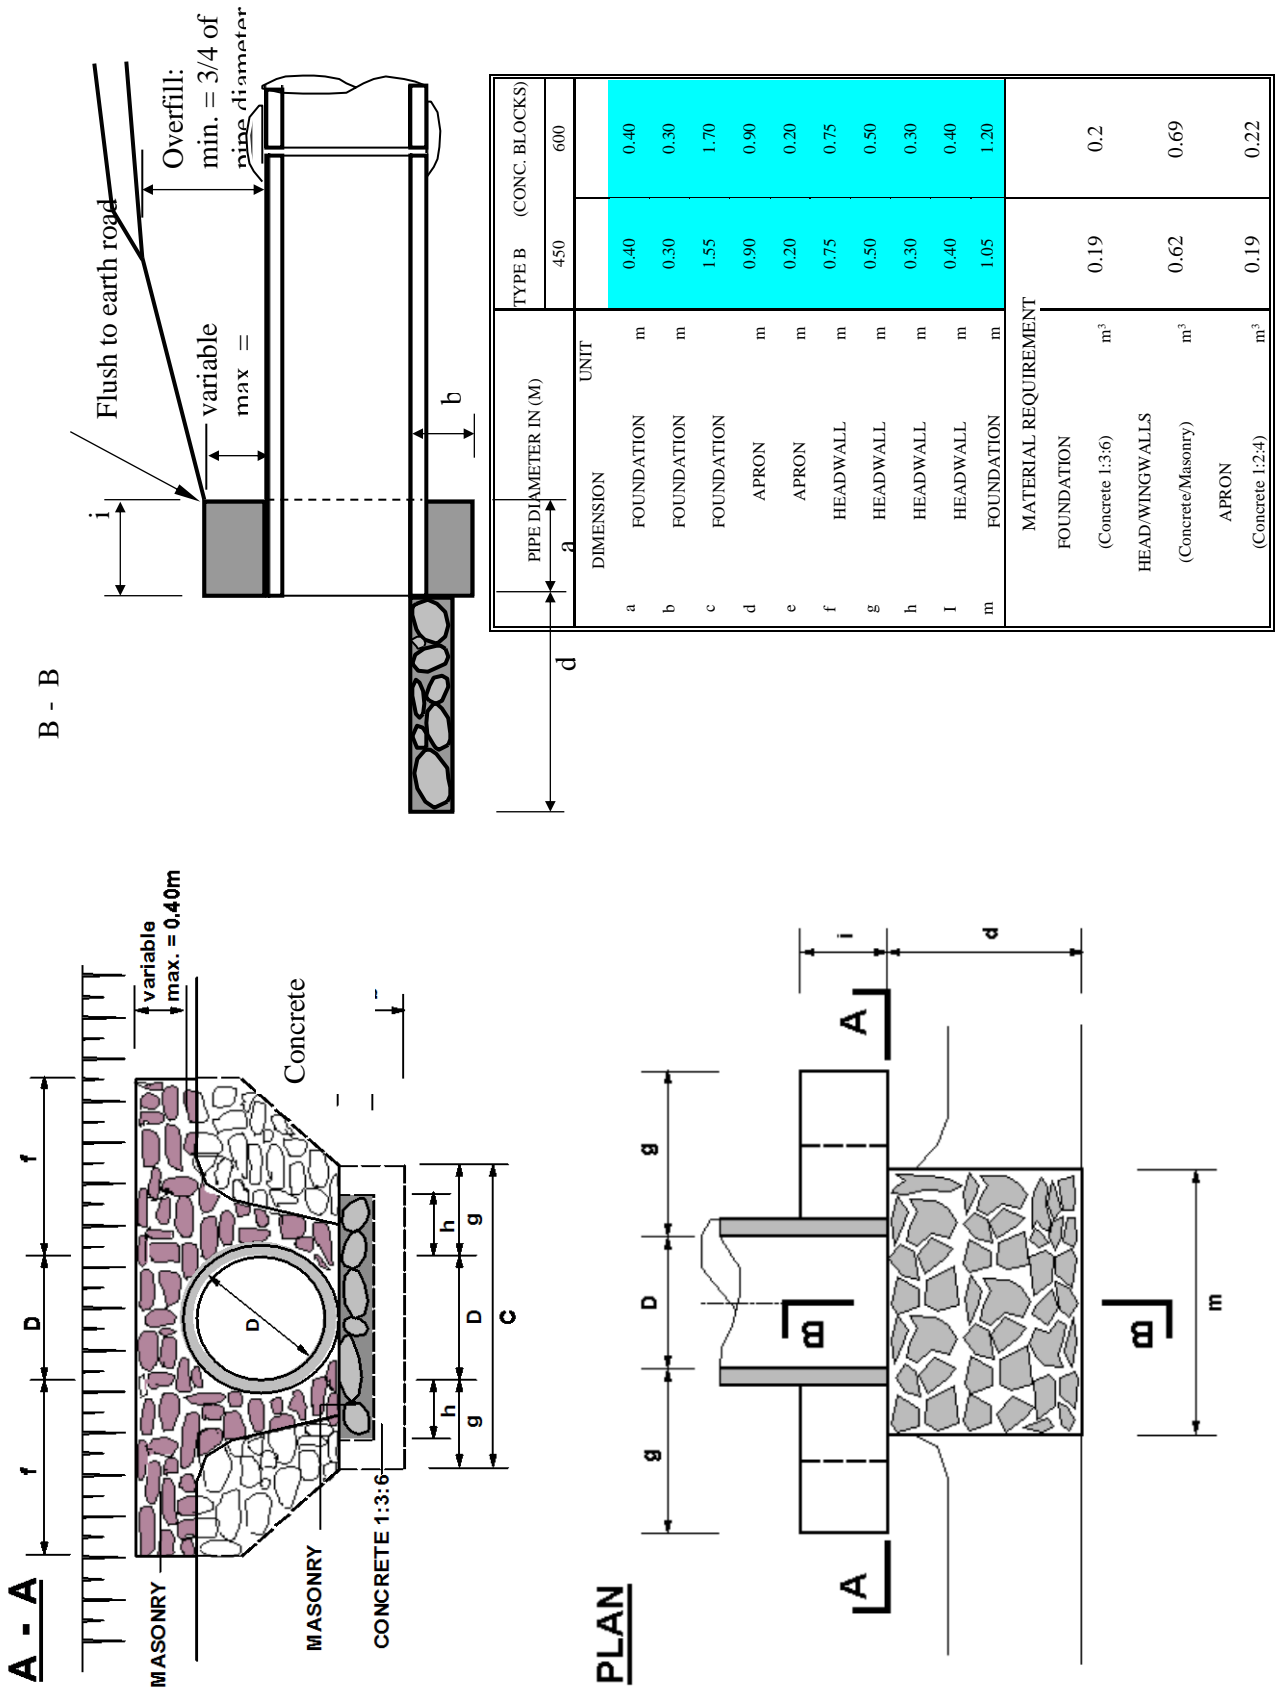 A - A
f D f
variable
max. = 0.40m
D
MASONRY
MASONRY
CONCRETE 1:3:6
Concrete
h h
g D g
C
PLAN
g D g
i
d
A A
B B
m
B - B
i
Flush to earth road
variable
max =
Overfill:
min. = 3/4 of
pipe diameter
b
a
d
PIPE DIAMETER IN (M) TYPE B (CONC. BLOCKS)
450 600
DIMENSION UNIT
a FOUNDATION m 0.40 0.40
b FOUNDATION m 0.30 0.30
c FOUNDATION 1.55 1.70
d APRON m 0.90 0.90
e APRON m 0.20 0.20
f HEADWALL m 0.75 0.75
g HEADWALL m 0.50 0.50
h HEADWALL m 0.30 0.30
I HEADWALL m 0.40 0.40
m FOUNDATION m 1.05 1.20
MATERIAL REQUIREMENT
FOUNDATION
(Concrete 1:3:6) m³ 0.19 0.2
HEAD/WINGWALLS
(Concrete/Masonry) m³ 0.62 0.69
APRON
(Concrete 1:2:4) m³ 0.19 0.22